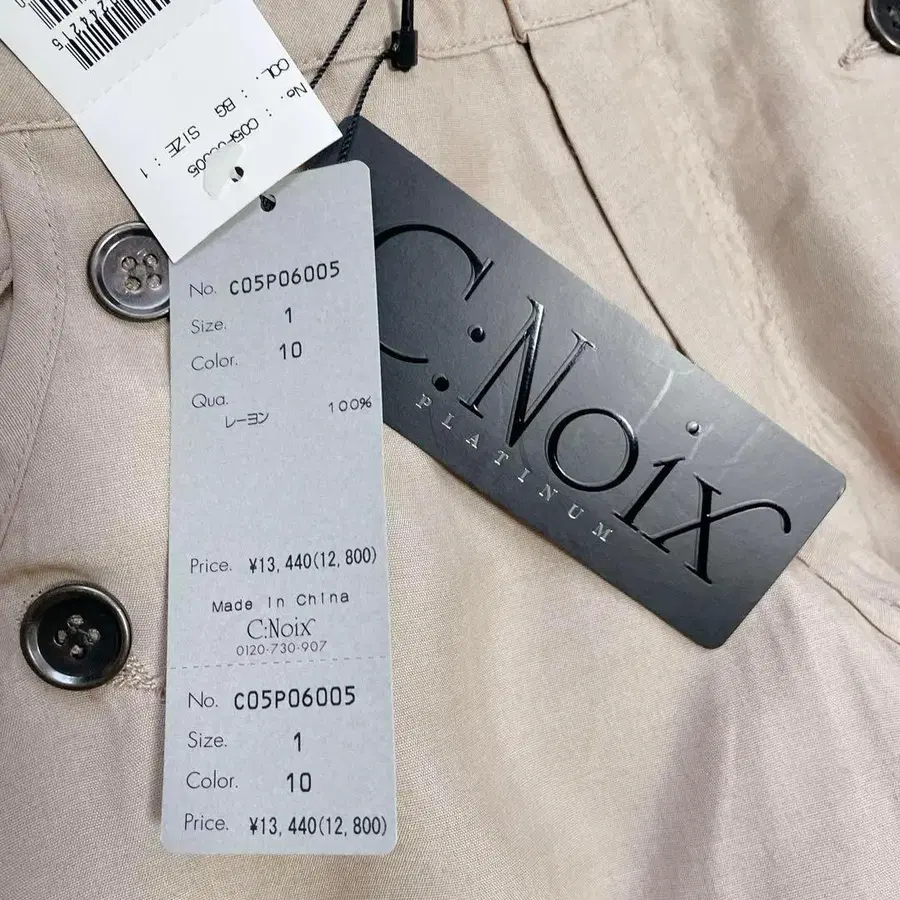 No. C05P06005
Size. 1
Color. 10
Qua.
レーヨン 100%
Price. ¥13,440(12,800)
Made in China
C:Noix
0120-730-907
No. C05P06005
Size. 1
Color. 10
Price. ¥13,440(12,800)
C:Noix
PLATINUM
COL. : BG SIZE : 1